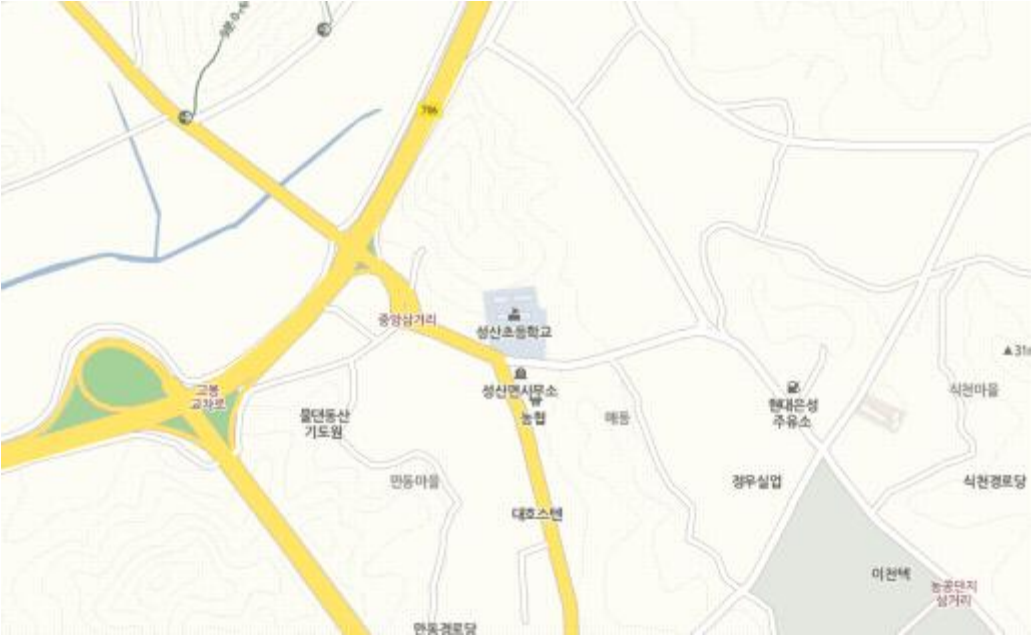 706
중앙삼거리
성산초등학교
고봉
교차로
성산면사무소
농협
물댄동산
기도원
매동
현대은성
주유소
식천마을
만동마을
정우실업
식천경로당
대호스텐
이천텍
농공단지
삼거리
만동경로당